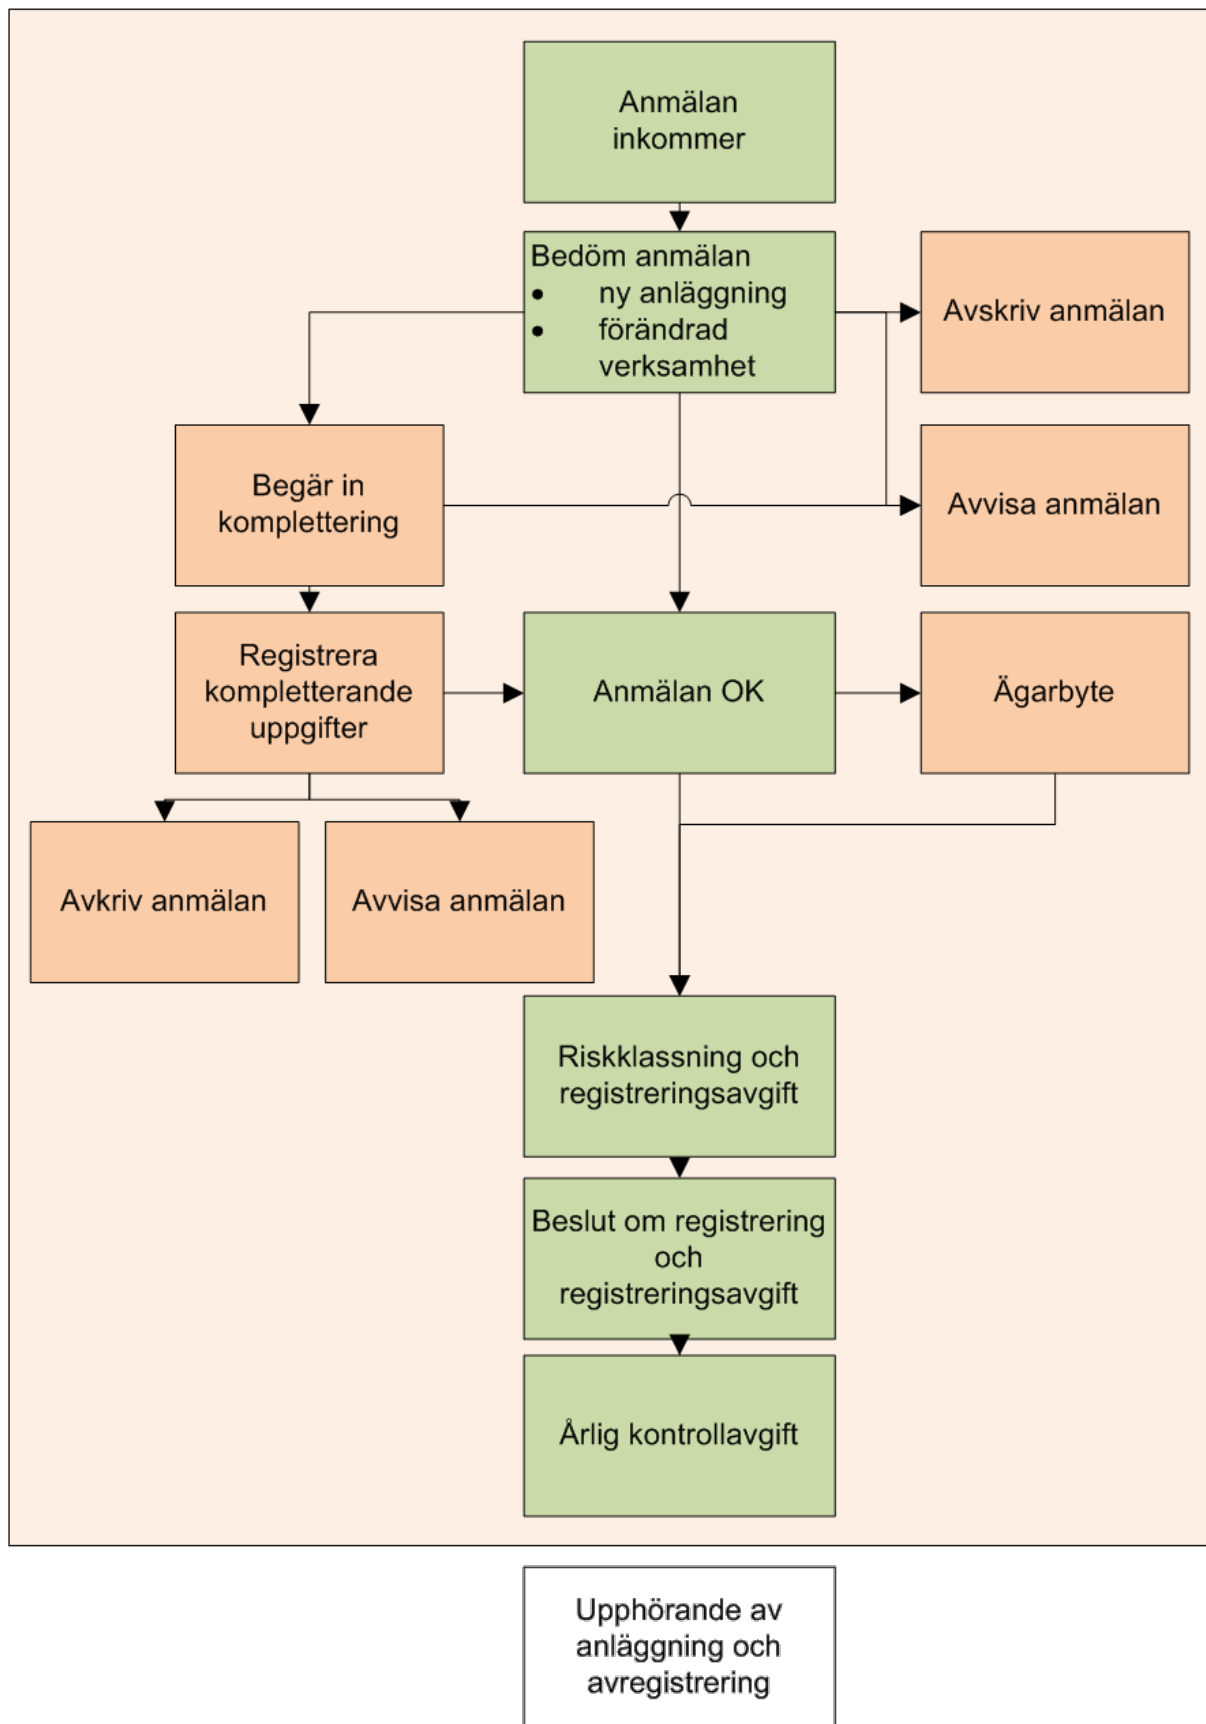 Anmälan
inkommer
Bedöm anmälan
• ny anläggning
• förändrad
verksamhet
Avskriv anmälan
Begär in
komplettering
Avvisa anmälan
Registrera
kompletterande
uppgifter
Anmälan OK
Ägarbyte
Avkriv anmälan
Avvisa anmälan
Riskklassning och
registreringsavgift
Beslut om registrering
och
registreringsavgift
Årlig kontrollavgift
Upphörande av
anläggning och
avregistrering